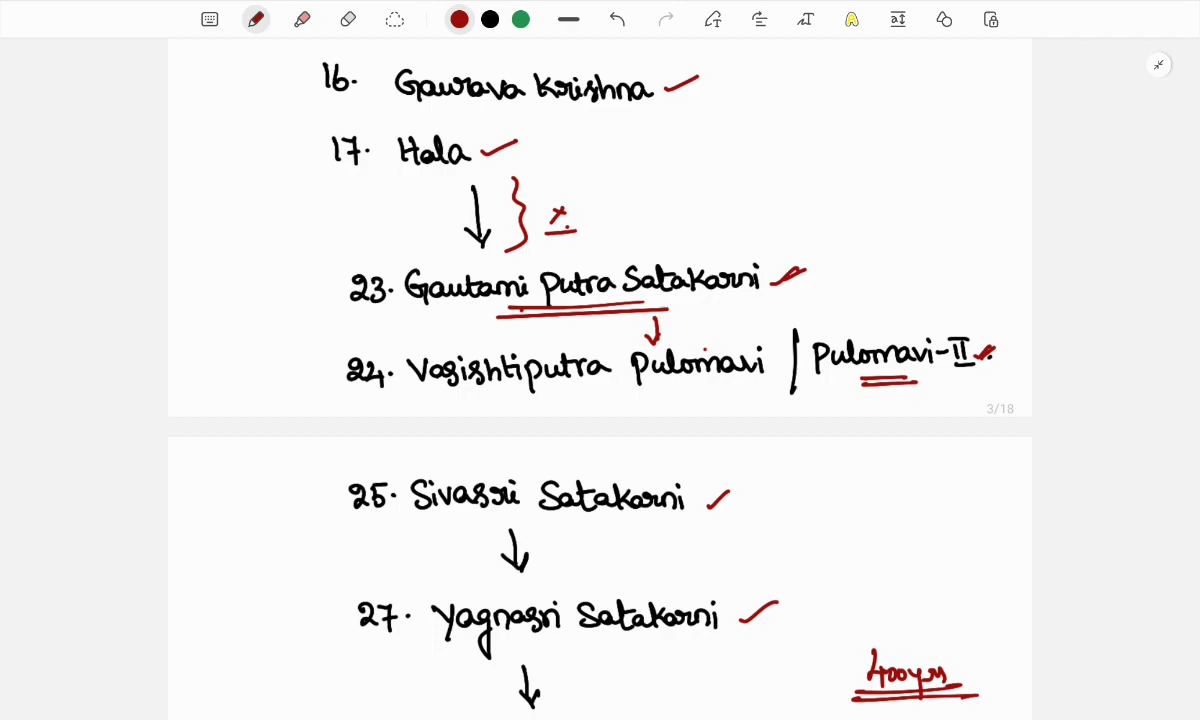 16. Gaurava Krishna
17. Hala
x.
23. Gautami Putra Satakarni
24. Vasishtiputra Pulomavi | Pulomavi-II
3/18
25. Sivasri Satakarni
27. Yagnasri Satakarni
400yrs